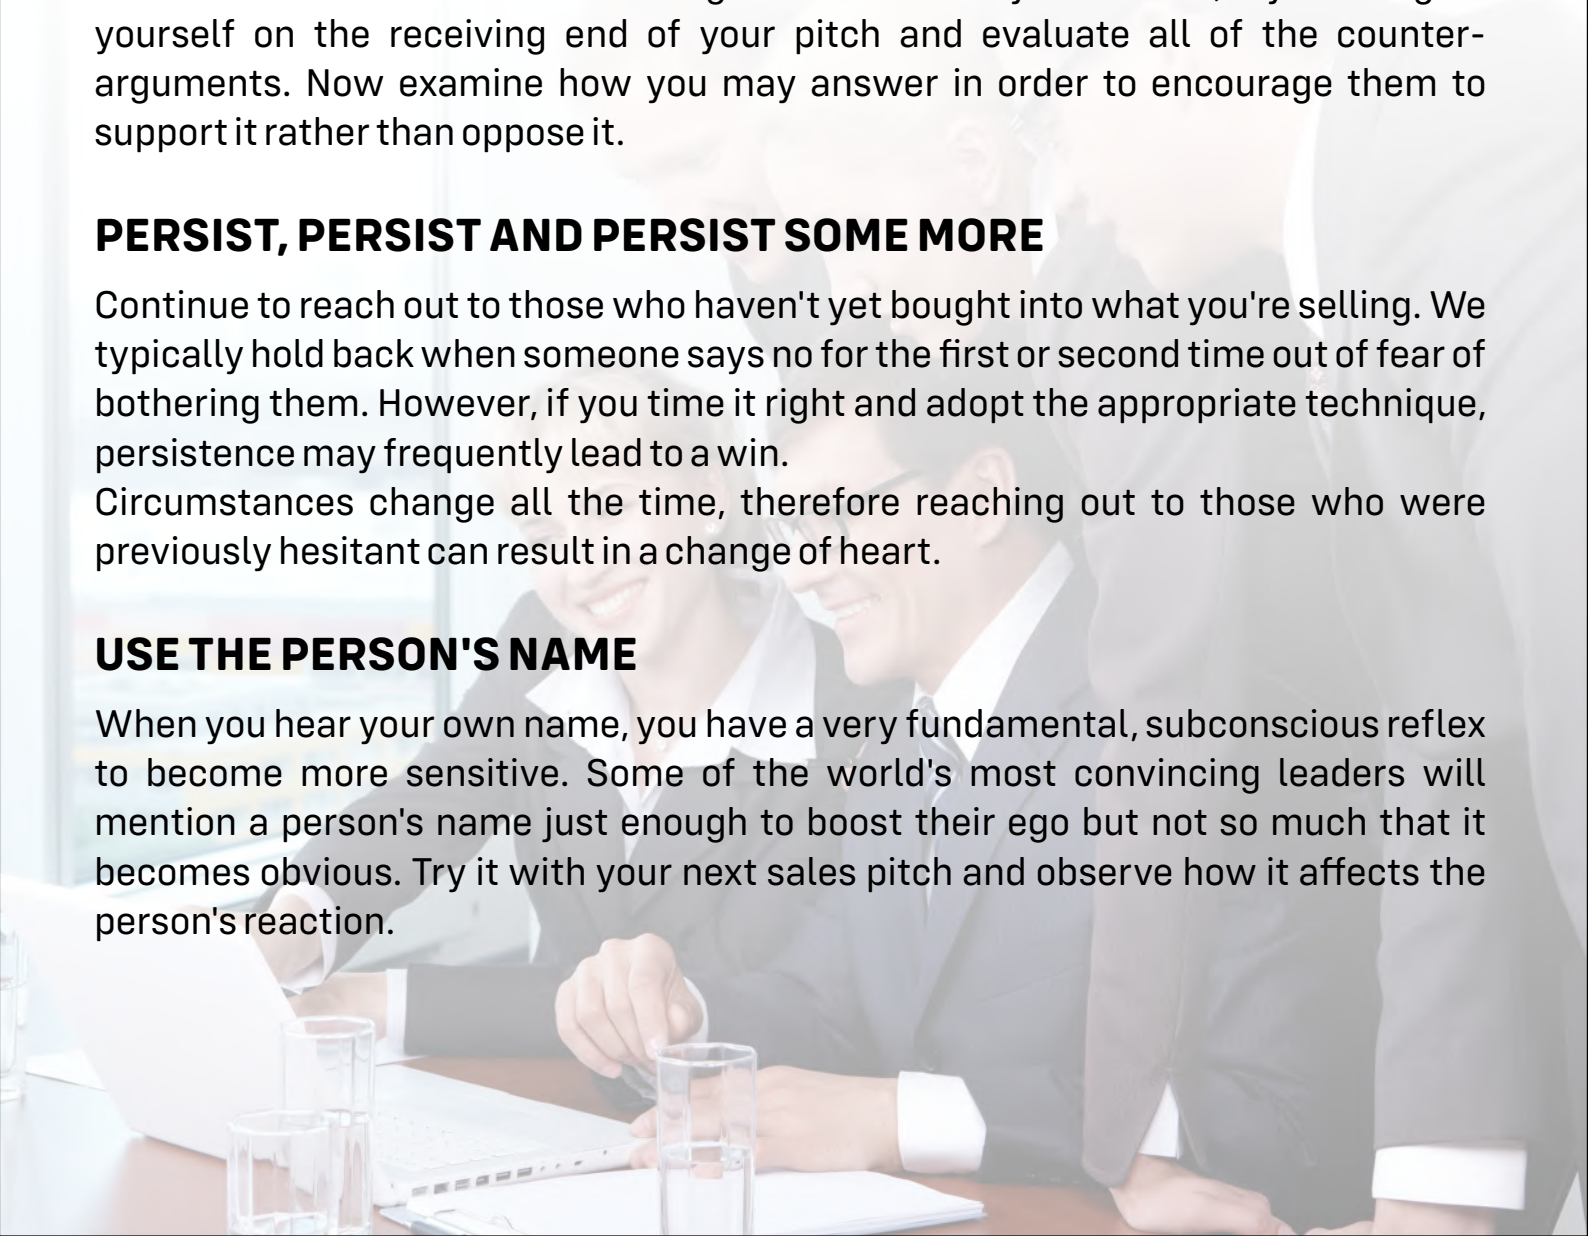 yourself on the receiving end of your pitch and evaluate all of the counter-
arguments. Now examine how you may answer in order to encourage them to
support it rather than oppose it.
PERSIST, PERSIST AND PERSIST SOME MORE
Continue to reach out to those who haven't yet bought into what you're selling. We
typically hold back when someone says no for the first or second time out of fear of
bothering them. However, if you time it right and adopt the appropriate technique,
persistence may frequently lead to a win.
Circumstances change all the time, therefore reaching out to those who were
previously hesitant can result in a change of heart.
USE THE PERSON'S NAME
When you hear your own name, you have a very fundamental, subconscious reflex
to become more sensitive. Some of the world's most convincing leaders will
mention a person's name just enough to boost their ego but not so much that it
becomes obvious. Try it with your next sales pitch and observe how it affects the
person's reaction.